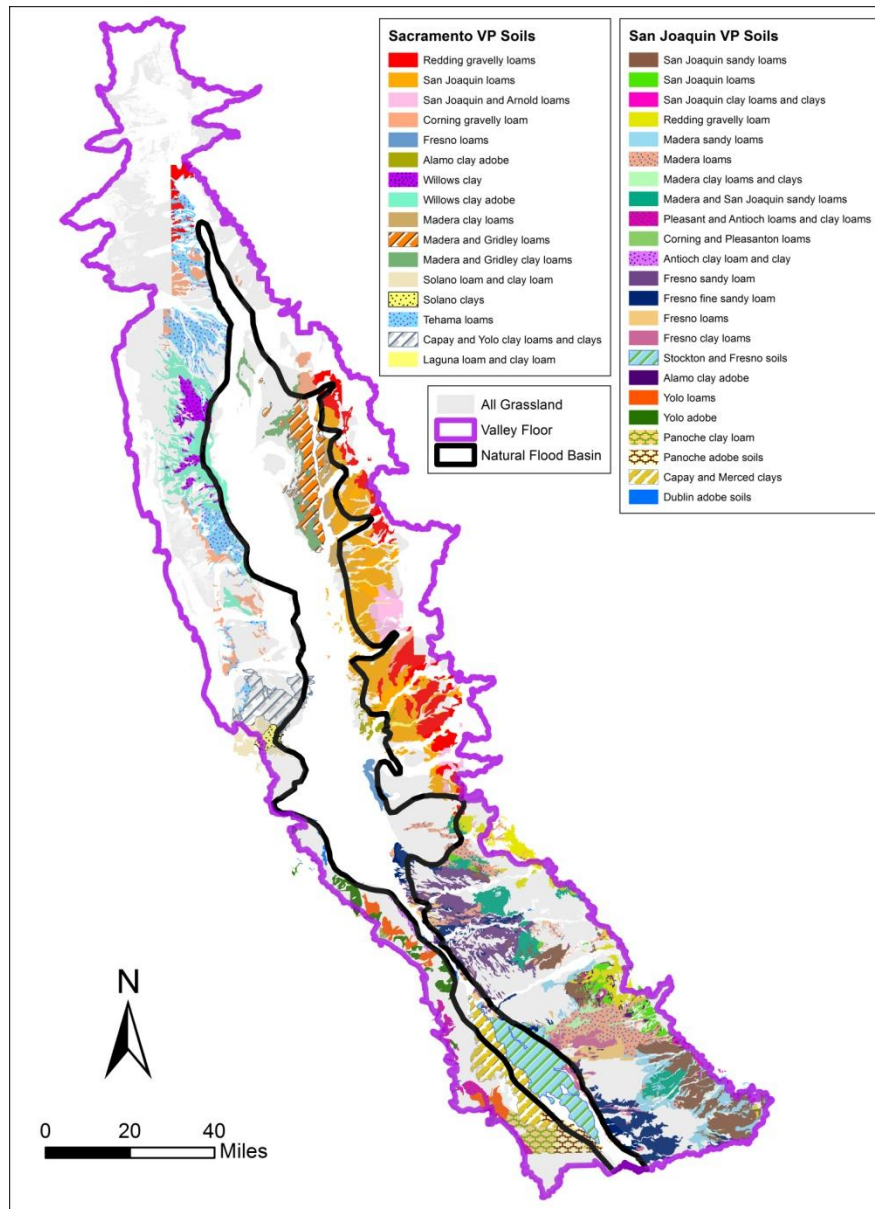 Sacramento VP Soils
Redding gravelly loams
San Joaquin loams
San Joaquin and Arnold loams
Corning gravelly loam
Fresno loams
Alamo clay adobe
Willows clay
Willows clay adobe
Madera clay loams
Madera and Gridley loams
Madera and Gridley clay loams
Solano loam and clay loam
Solano clays
Tehama loams
Capay and Yolo clay loams and clays
Laguna loam and clay loam
San Joaquin VP Soils
San Joaquin sandy loams
San Joaquin loams
San Joaquin clay loams and clays
Redding gravelly loam
Madera sandy loams
Madera loams
Madera clay loams and clays
Madera and San Joaquin sandy loams
Pleasant and Antioch loams and clay loams
Corning and Pleasanton loams
Antioch clay loam and clay
Fresno sandy loam
Fresno fine sandy loam
Fresno loams
Fresno clay loams
Stockton and Fresno soils
Alamo clay adobe
Yolo loams
Yolo adobe
Panoche clay loam
Panoche adobe soils
Capay and Merced clays
Dublin adobe soils
All Grassland
Valley Floor
Natural Flood Basin
N
0 20 40
Miles